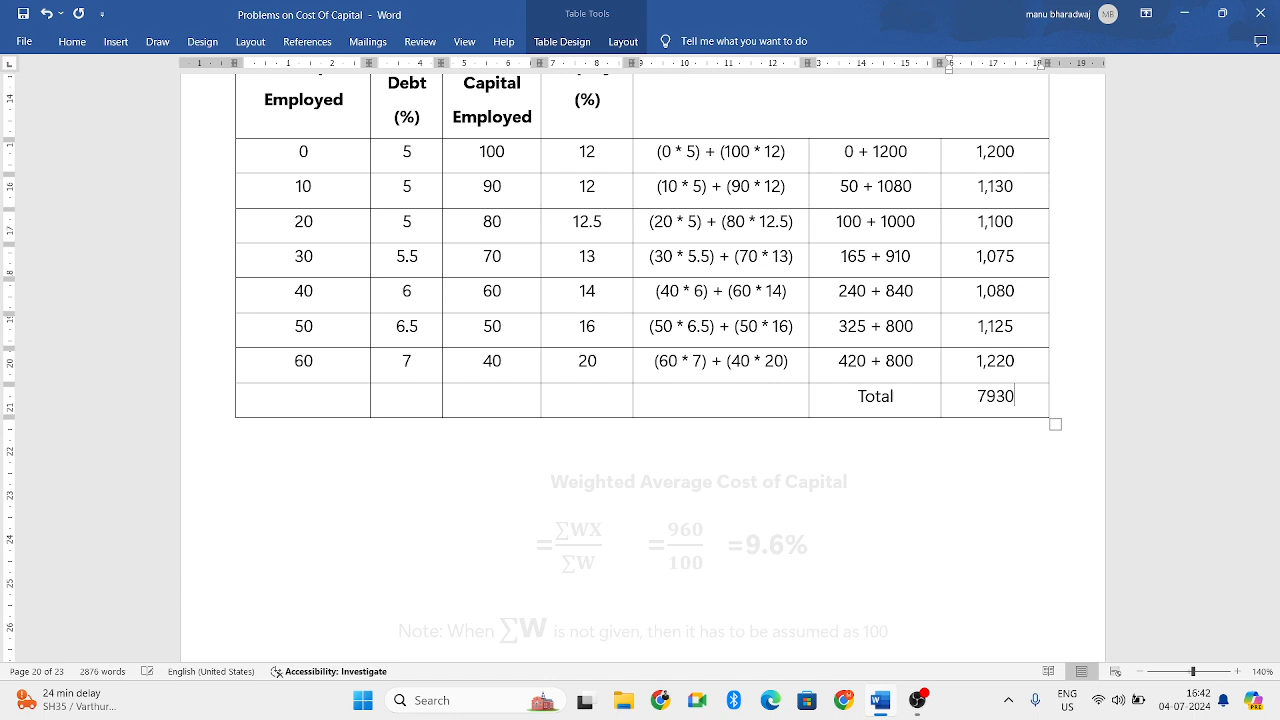 Problems Cost of Capital - Word
Table Tools
manu bharadwaj MB
File Home Insert Draw Design Layout References Mailings Review View Help Table Design Layout Tell me what you want to do
Debt Capital
Employed (%)
(%) Employed
0 5 100 12 (0 * 5) + (100 * 12) 0 + 1200 1,200
10 5 90 12 (10 * 5) + (90 * 12) 50 + 1080 1,130
20 5 80 12.5 (20 * 5) + (80 * 12.5) 100 + 1000 1,100
30 5.5 70 13 (30 * 5.5) + (70 * 13) 165 + 910 1,075
40 6 60 14 (40 * 6) + (60 * 14) 240 + 840 1,080
50 6.5 50 16 (50 * 6.5) + (50 * 16) 325 + 800 1,125
60 7 40 20 (60 * 7) + (40 * 20) 420 + 800 1,220
Total 7930
Weighted Average Cost of Capital
= ∑WX / ∑W = 960 / 100 = 9.6%
Note: When ∑W is not given, then it has to be assumed as 100
Page 20 of 23 2876 words English (United States) Accessibility: Investigate 140%
24 min delay
SH35 / Varthur...
Search
ENG
US
16:42
04-07-2024